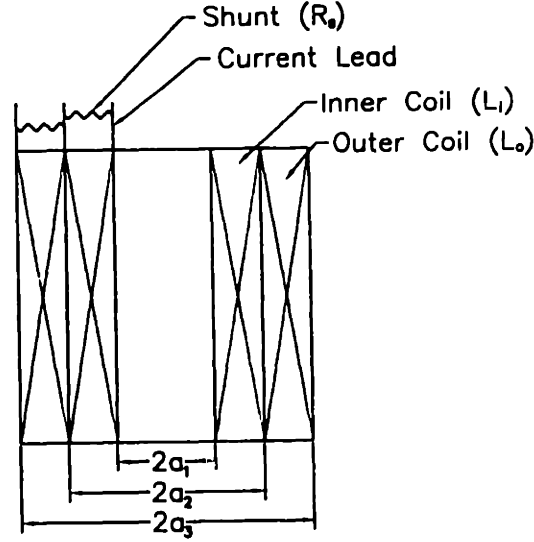 Shunt (Rₛ)
Current Lead
Inner Coil (Lᵢ)
Outer Coil (Lₒ)
2a₁
2a₂
2a₃